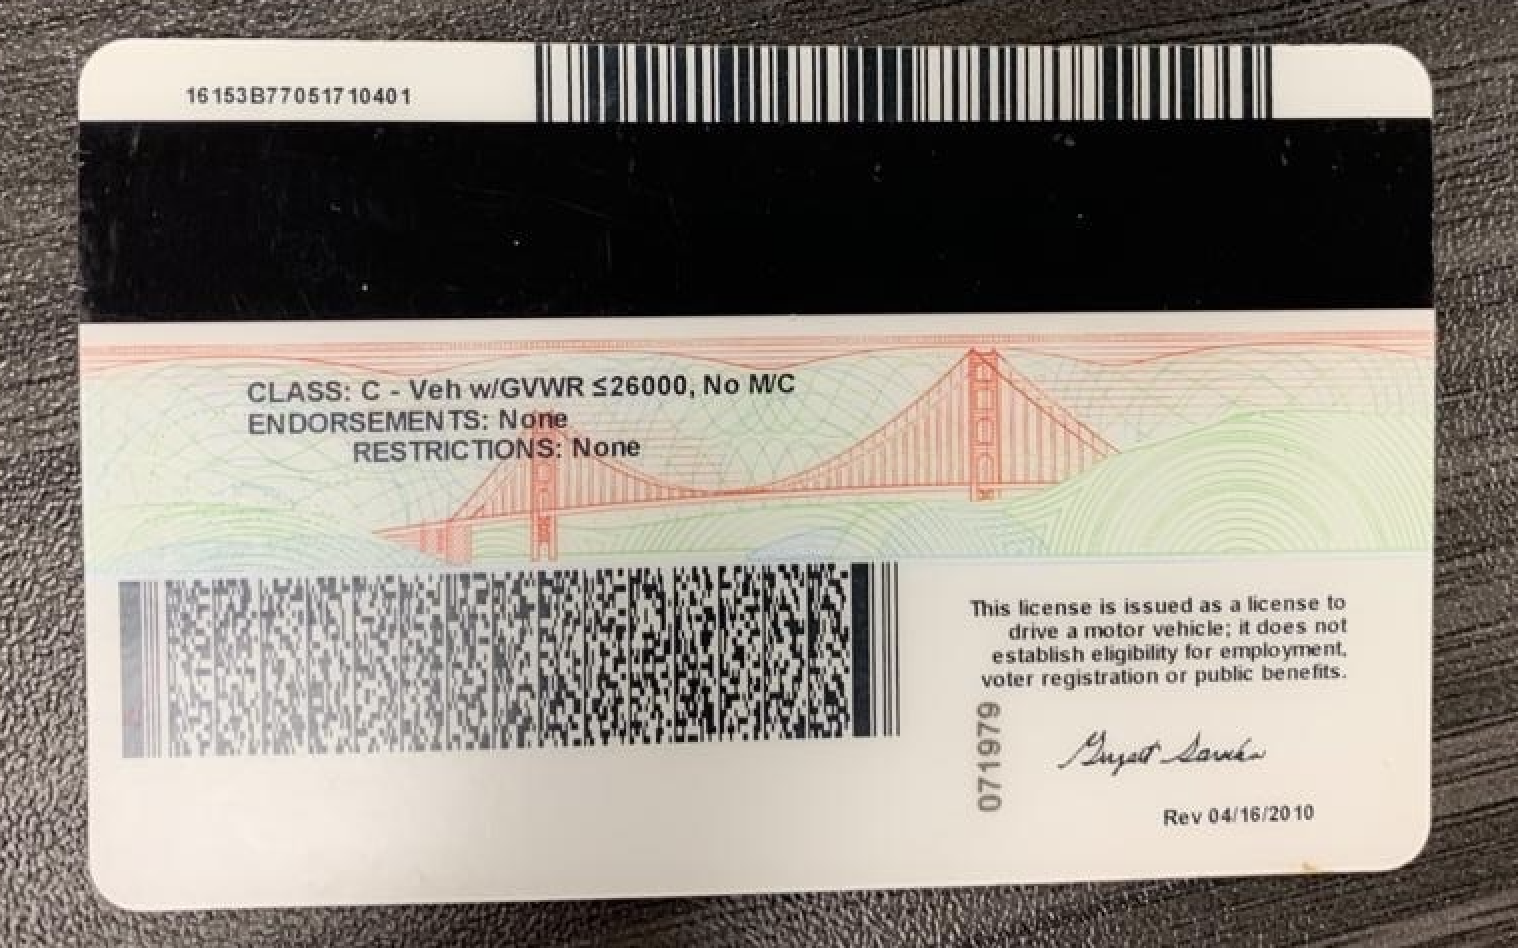 16153B77051710401
CLASS: C - Veh w/GVWR ≤26000, No M/C
ENDORSEMENTS: None
RESTRICTIONS: None
This license is issued as a license to
drive a motor vehicle; it does not
establish eligibility for employment,
voter registration or public benefits.
071979
Rev 04/16/2010